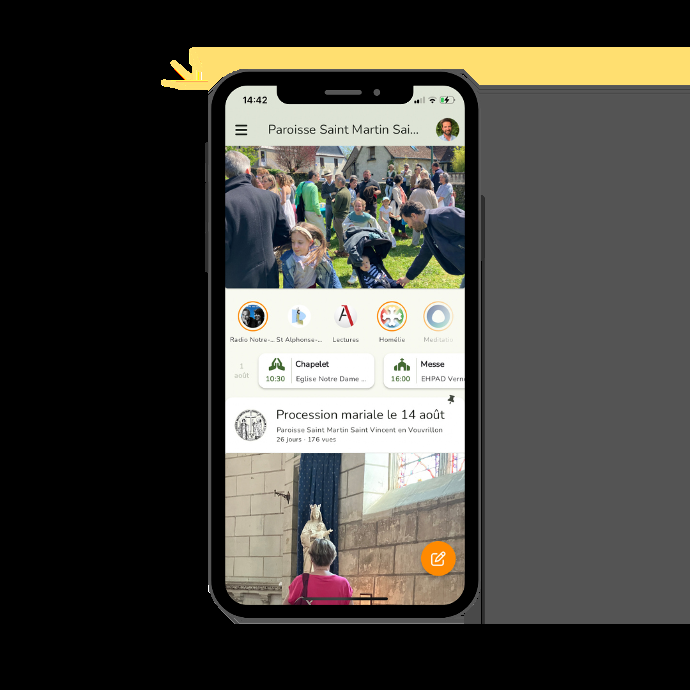 14:42
Paroisse Saint Martin Sai...
Radio Notre-... St Alphonse-... Lectures Homélie Meditatio
1
août
Chapelet
10:30 Eglise Notre Dame ...
Messe
16:00 EHPAD Vern
Procession mariale le 14 août
Paroisse Saint Martin Saint Vincent en Vouvrillon
26 jours · 176 vues